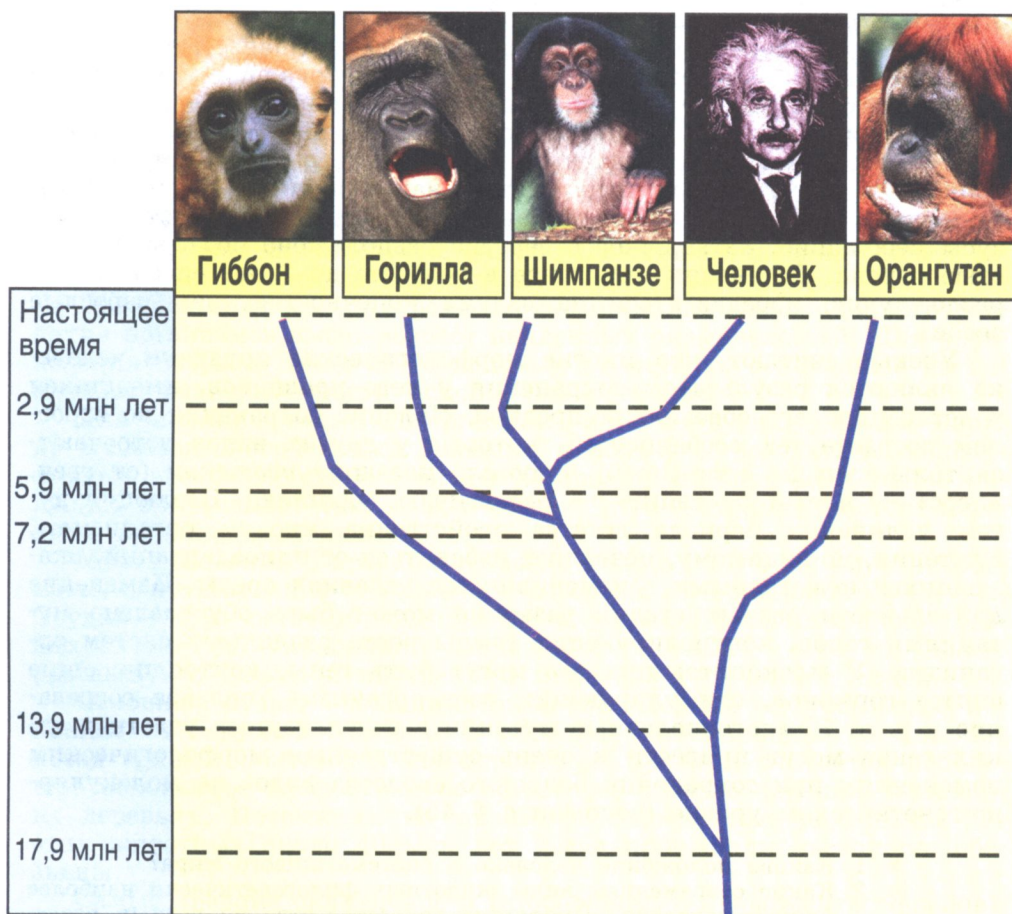 Гиббон
Горилла
Шимпанзе
Человек
Орангутан
Настоящее
время
2,9 млн лет
5,9 млн лет
7,2 млн лет
13,9 млн лет
17,9 млн лет